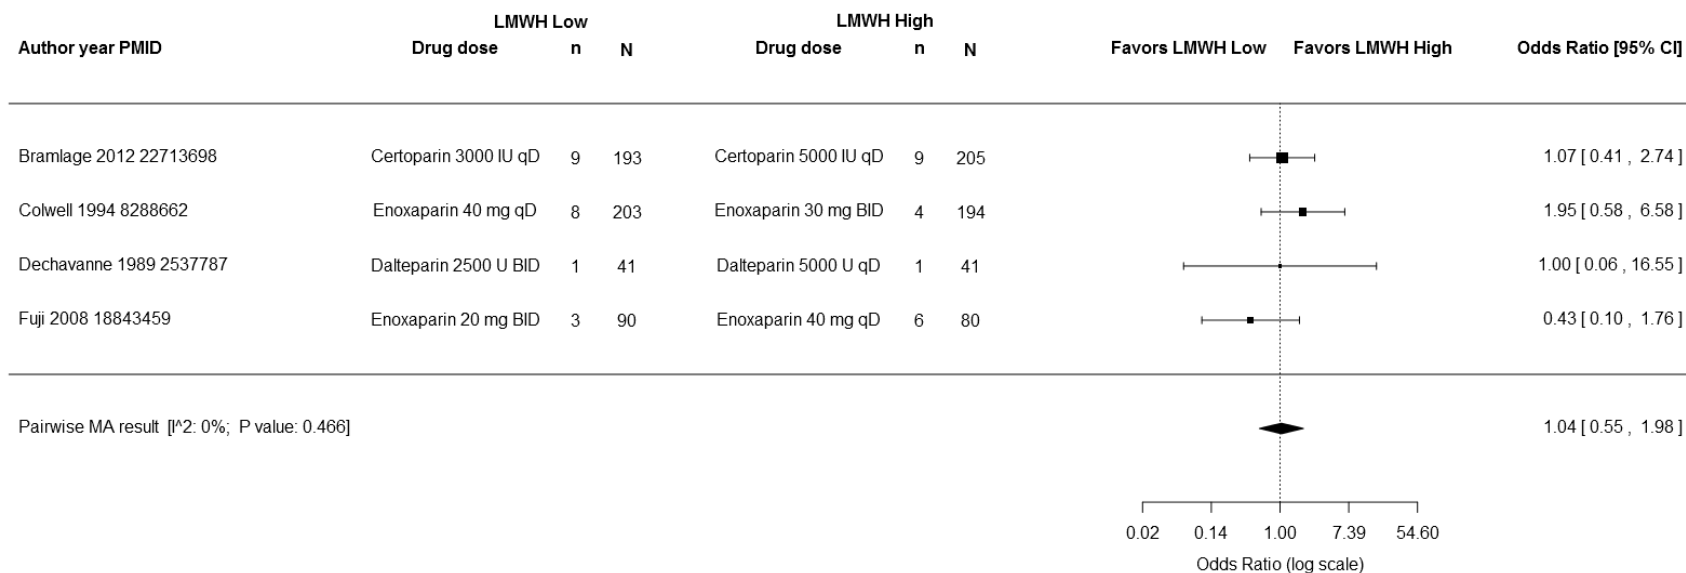 LMWH Low LMWH High
Author year PMID Drug dose n N Drug dose n N Favors LMWH Low Favors LMWH High Odds Ratio [95% CI]
Bramlage 2012 22713698 Certoparin 3000 IU qD 9 193 Certoparin 5000 IU qD 9 205 1.07 [ 0.41 , 2.74 ]
Colwell 1994 8288662 Enoxaparin 40 mg qD 8 203 Enoxaparin 30 mg BID 4 194 1.95 [ 0.58 , 6.58 ]
Dechavanne 1989 2537787 Dalteparin 2500 U BID 1 41 Dalteparin 5000 U qD 1 41 1.00 [ 0.06 , 16.55 ]
Fuji 2008 18843459 Enoxaparin 20 mg BID 3 90 Enoxaparin 40 mg qD 6 80 0.43 [ 0.10 , 1.76 ]
Pairwise MA result [I^2: 0%; P value: 0.466] 1.04 [ 0.55 , 1.98 ]
0.02 0.14 1.00 7.39 54.60
Odds Ratio (log scale)